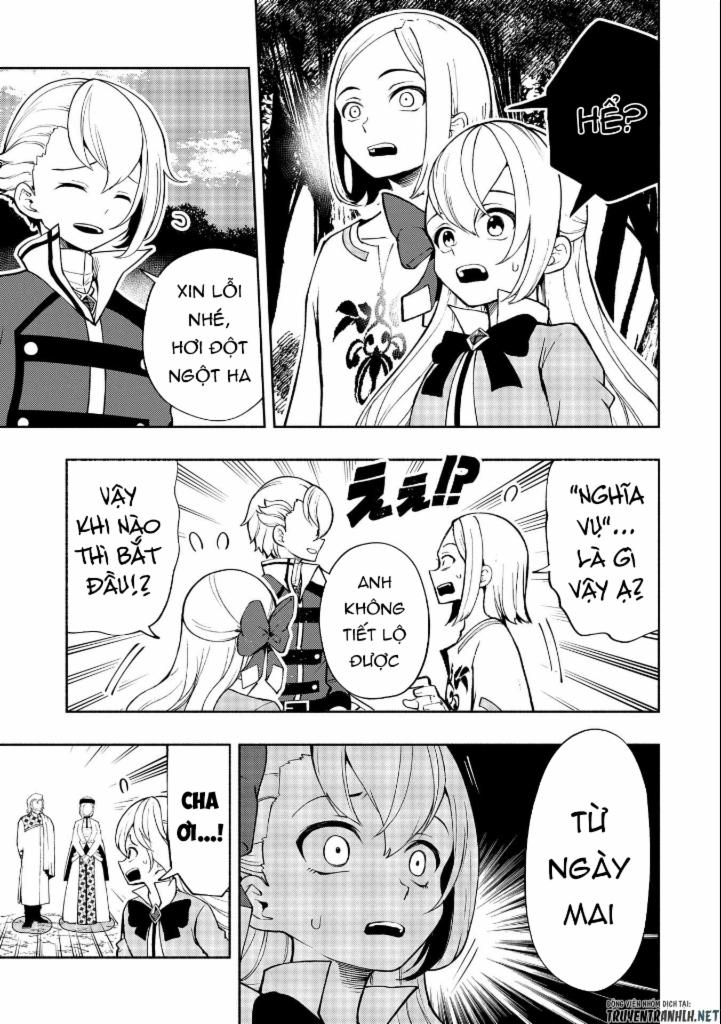 HỂ?
XIN LỖI
NHÉ,
HƠI ĐỘT
NGỘT HA
"NGHĨA
VỤ"...
LÀ GÌ
VẬY Ạ?
ええ!?
ANH
KHÔNG
TIẾT LỘ
ĐƯỢC
VẬY
KHI NÀO
THÌ BẮT
ĐẦU!?
TỪ
NGÀY
MAI
CHA
ƠI...!
ĐỘNG VIÊN NHÓM DỊCH TẠI:
TRUYENTRANHLH.NET